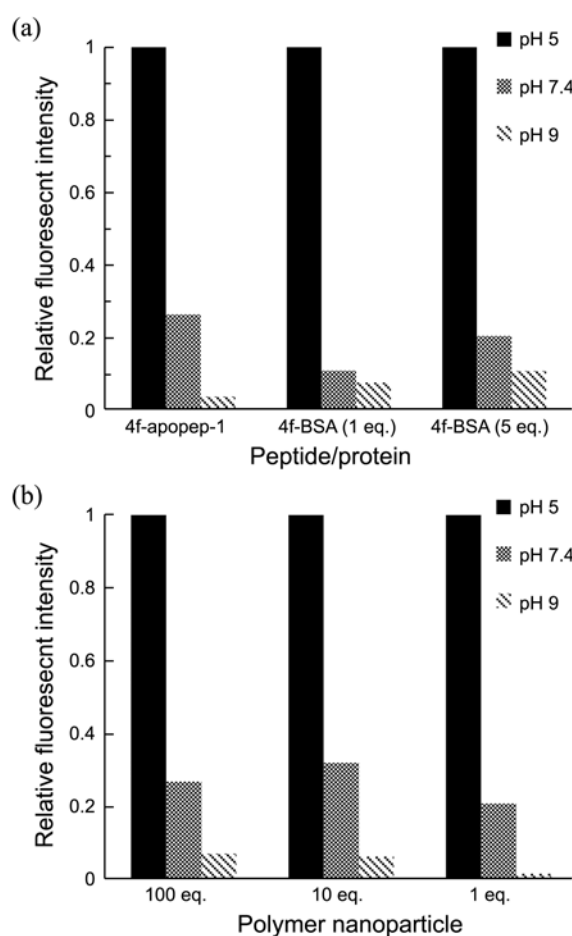 (a)
1
0.8
0.6
0.4
0.2
0
Relative fluoresecnt intensity
pH 5
pH 7.4
pH 9
4f-apopep-1 4f-BSA (1 eq.) 4f-BSA (5 eq.)
Peptide/protein
(b)
1
0.8
0.6
0.4
0.2
0
Relative fluoresecnt intensity
pH 5
pH 7.4
pH 9
100 eq. 10 eq. 1 eq.
Polymer nanoparticle